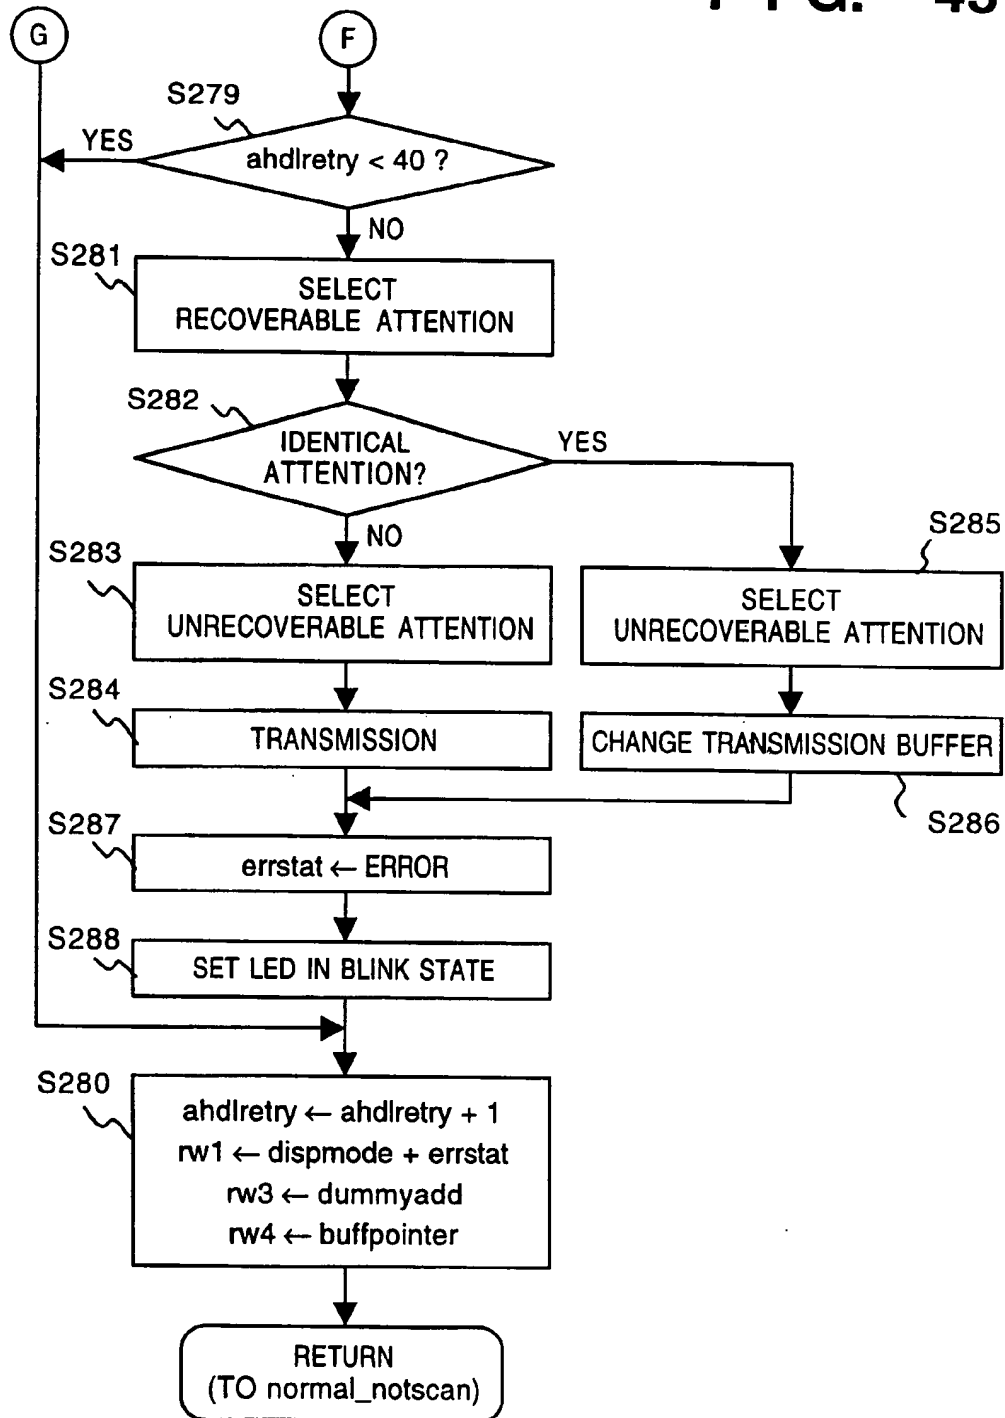 FIG. 43
G
F
S279
YES
ahdlretry < 40 ?
NO
S281
SELECT
RECOVERABLE ATTENTION
S282
IDENTICAL
ATTENTION?
YES
NO
S283
SELECT
UNRECOVERABLE ATTENTION
S285
SELECT
UNRECOVERABLE ATTENTION
S284
TRANSMISSION
CHANGE TRANSMISSION BUFFER
S286
S287
errstat ← ERROR
S288
SET LED IN BLINK STATE
S280
ahdlretry ← ahdlretry + 1
rw1 ← dispmode + errstat
rw3 ← dummyadd
rw4 ← buffpointer
RETURN
(TO normal_notscan)